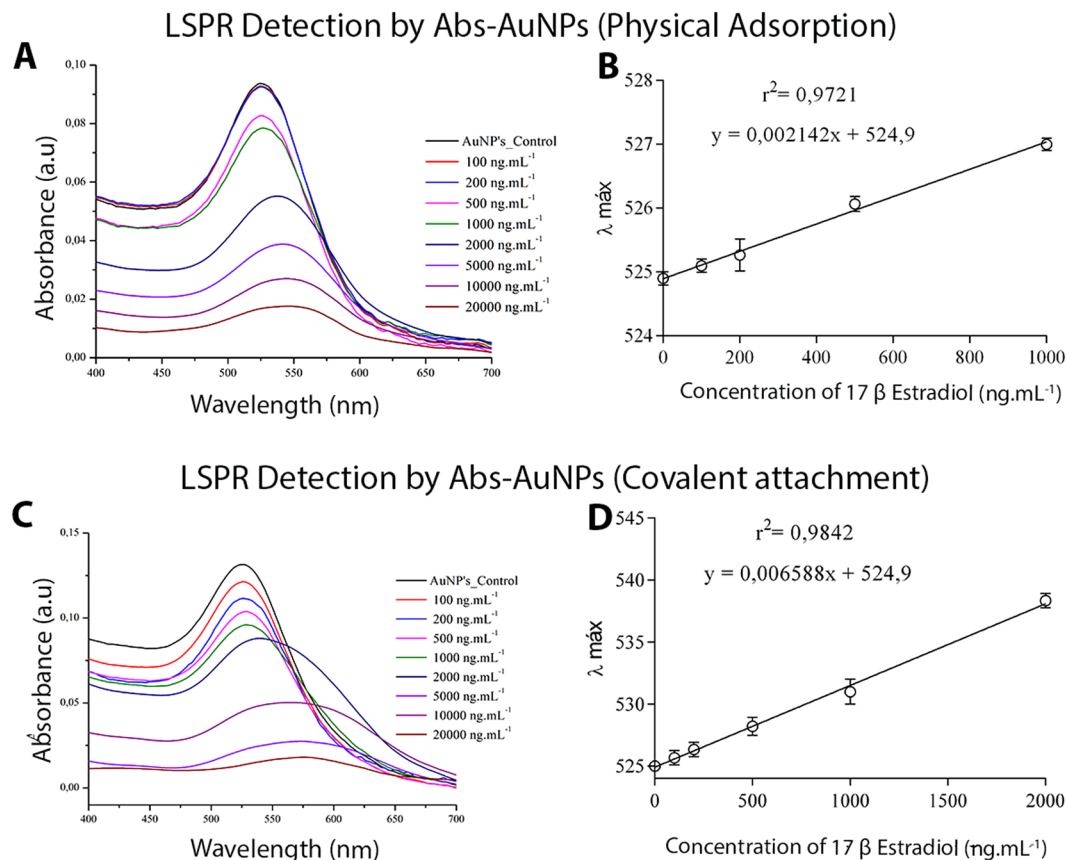 LSPR Detection by Abs-AuNPs (Physical Adsorption)
A
0,10
0,08
0,06
0,04
0,02
0,00
400
450
500
550
600
650
700
Absorbance (a.u)
Wavelength (nm)
AuNP's_Control
100 ng.mL⁻¹
200 ng.mL⁻¹
500 ng.mL⁻¹
1000 ng.mL⁻¹
2000 ng.mL⁻¹
5000 ng.mL⁻¹
10000 ng.mL⁻¹
20000 ng.mL⁻¹
B
r²= 0,9721
y = 0,002142x + 524,9
528
527
526
525
524
λ máx
0
200
400
600
800
1000
Concentration of 17 β Estradiol (ng.mL⁻¹)
LSPR Detection by Abs-AuNPs (Covalent attachment)
C
0,15
0,10
0,05
0,00
400
450
500
550
600
650
700
Absorbance (a.u)
Wavelength (nm)
AuNP's_Control
100 ng.mL⁻¹
200 ng.mL⁻¹
500 ng.mL⁻¹
1000 ng.mL⁻¹
2000 ng.mL⁻¹
5000 ng.mL⁻¹
10000 ng.mL⁻¹
20000 ng.mL⁻¹
D
r²= 0,9842
y = 0,006588x + 524,9
545
540
535
530
525
λ máx
0
500
1000
1500
2000
Concentration of 17 β Estradiol (ng.mL⁻¹)